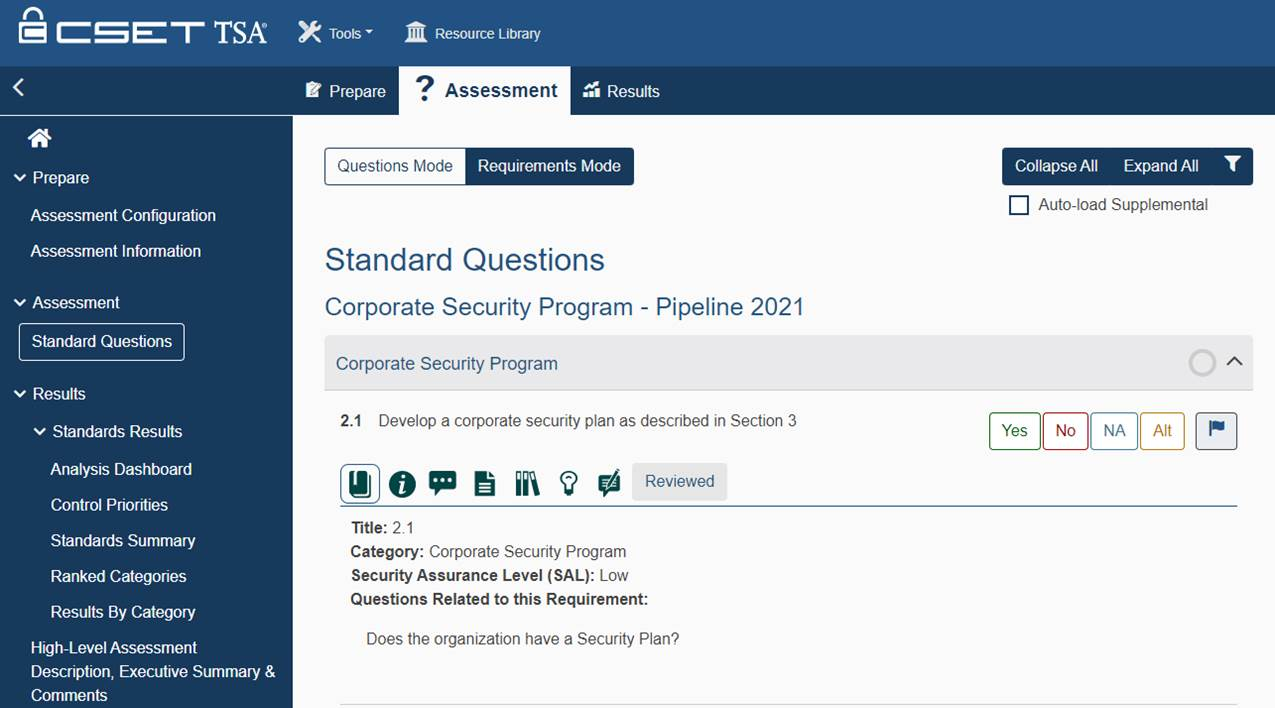 CSET TSA Tools Resource Library
Prepare ? Assessment Results
Prepare
Assessment Configuration
Assessment Information
Assessment
Standard Questions
Results
Standards Results
Analysis Dashboard
Control Priorities
Standards Summary
Ranked Categories
Results By Category
High-Level Assessment
Description, Executive Summary &
Comments
Questions Mode Requirements Mode
Collapse All Expand All
Auto-load Supplemental
Standard Questions
Corporate Security Program - Pipeline 2021
Corporate Security Program
2.1 Develop a corporate security plan as described in Section 3
Yes No NA Alt
Reviewed
Title: 2.1
Category: Corporate Security Program
Security Assurance Level (SAL): Low
Questions Related to this Requirement:
Does the organization have a Security Plan?